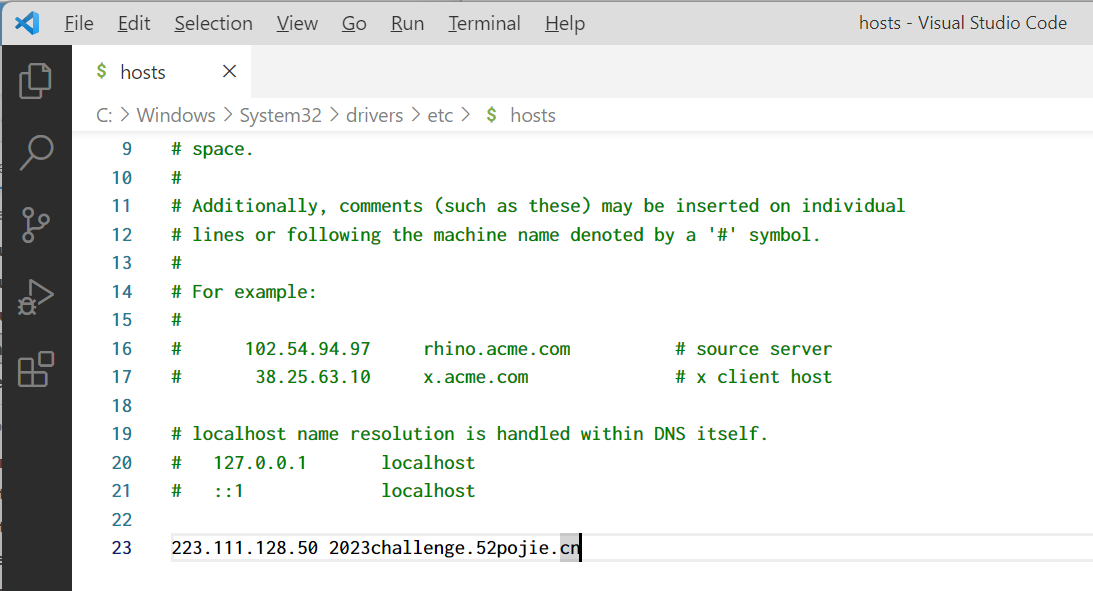 File Edit Selection View Go Run Terminal Help hosts - Visual Studio Code
$ hosts
C: > Windows > System32 > drivers > etc > $ hosts
9 # space.
10 #
11 # Additionally, comments (such as these) may be inserted on individual
12 # lines or following the machine name denoted by a '#' symbol.
13 #
14 # For example:
15 #
16 #      102.54.94.97     rhino.acme.com          # source server
17 #       38.25.63.10     x.acme.com              # x client host
18
19 # localhost name resolution is handled within DNS itself.
20 #   127.0.0.1       localhost
21 #   ::1             localhost
22
23 223.111.128.50 2023challenge.52pojie.cn